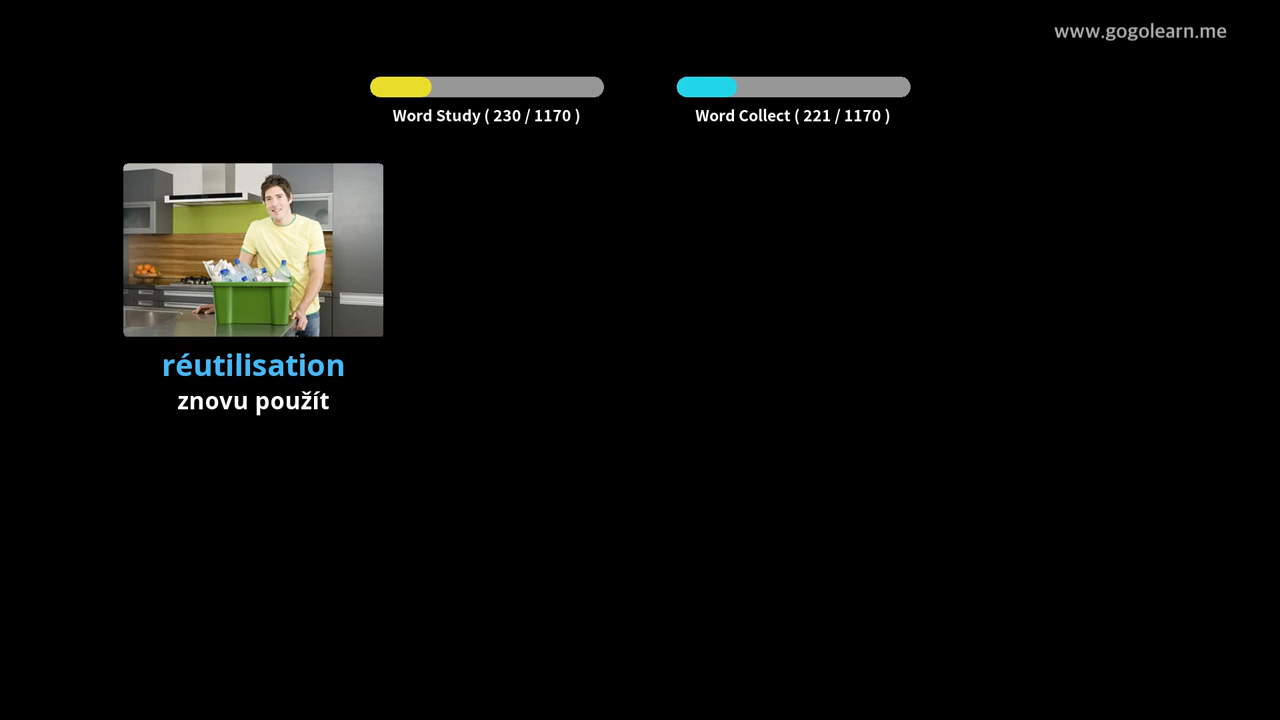 www.gogolearn.me
Word Study ( 230 / 1170 )
Word Collect ( 221 / 1170 )
réutilisation
znovu použít